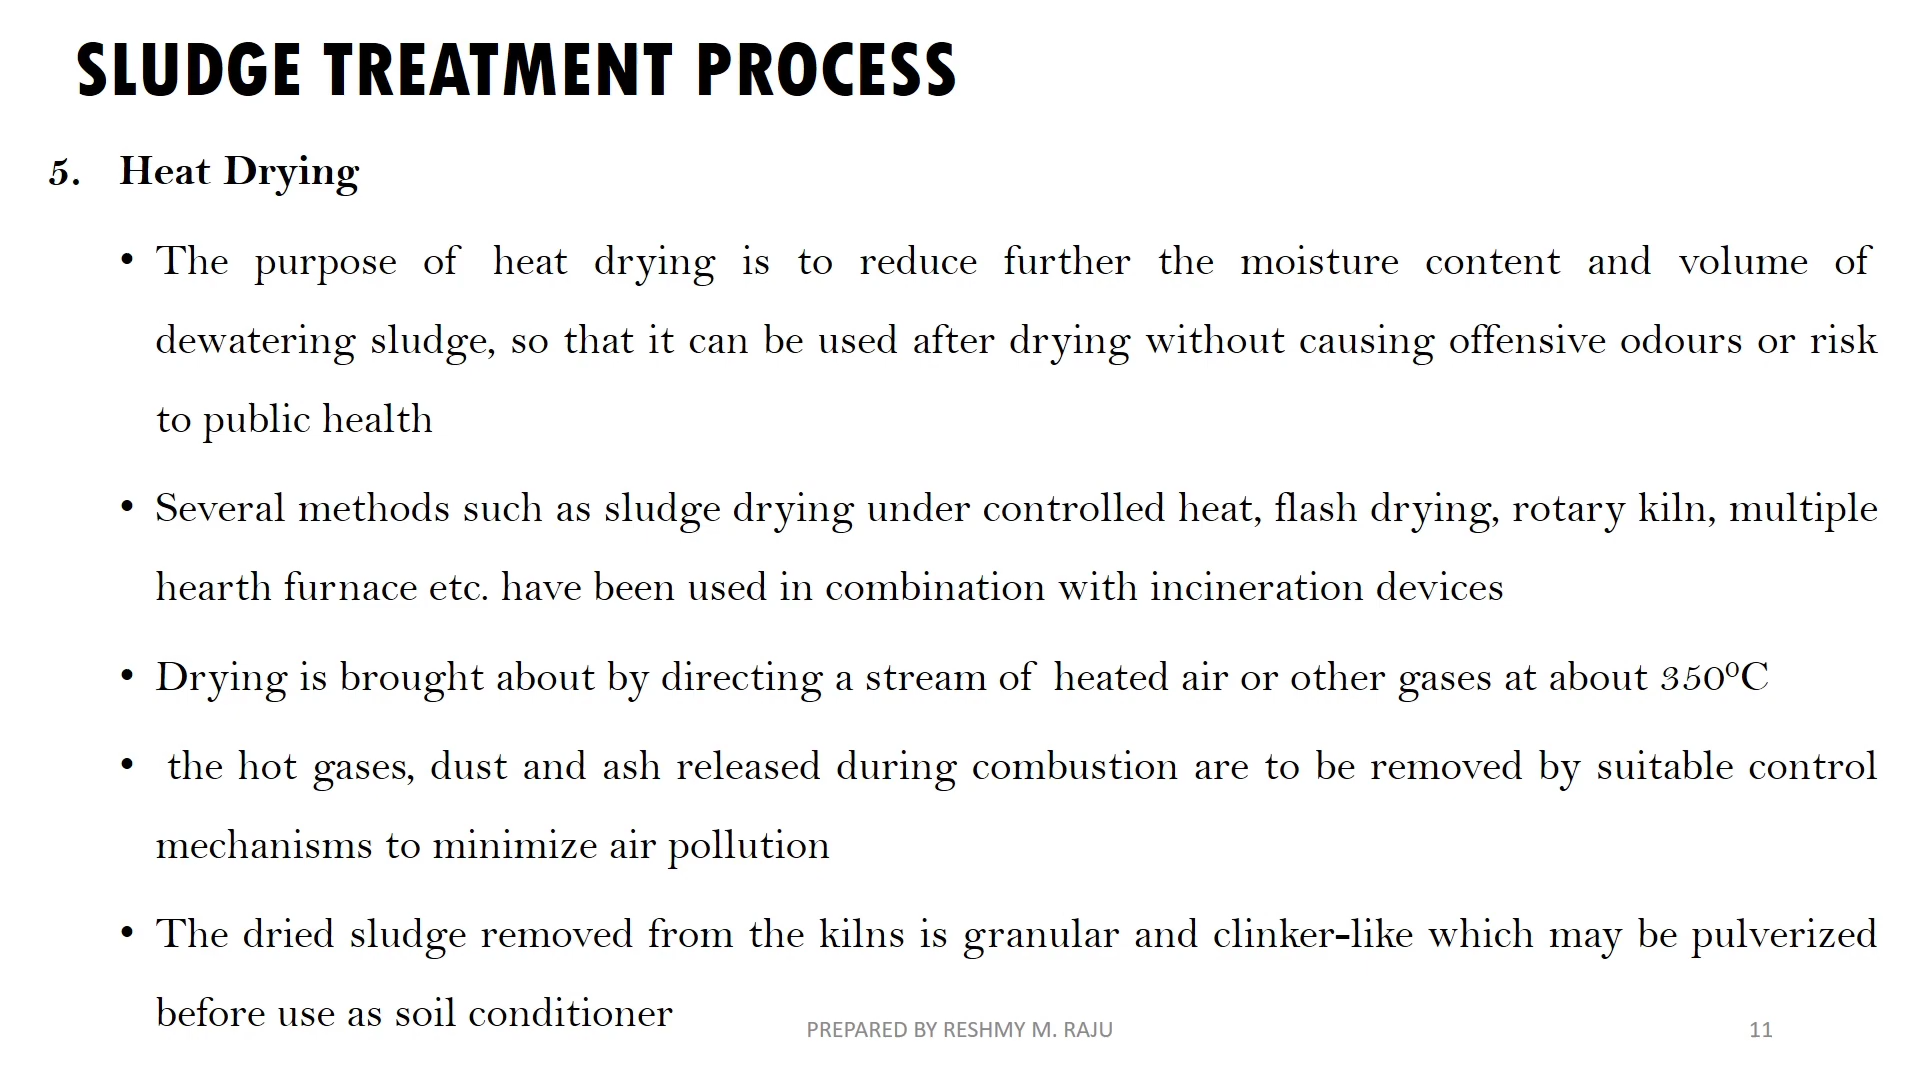 SLUDGE TREATMENT PROCESS
5. Heat Drying
• The purpose of heat drying is to reduce further the moisture content and volume of
dewatering sludge, so that it can be used after drying without causing offensive odours or risk
to public health
• Several methods such as sludge drying under controlled heat, flash drying, rotary kiln, multiple
hearth furnace etc. have been used in combination with incineration devices
• Drying is brought about by directing a stream of heated air or other gases at about 350⁰C
• the hot gases, dust and ash released during combustion are to be removed by suitable control
mechanisms to minimize air pollution
• The dried sludge removed from the kilns is granular and clinker-like which may be pulverized
before use as soil conditioner
PREPARED BY RESHMY M. RAJU
11